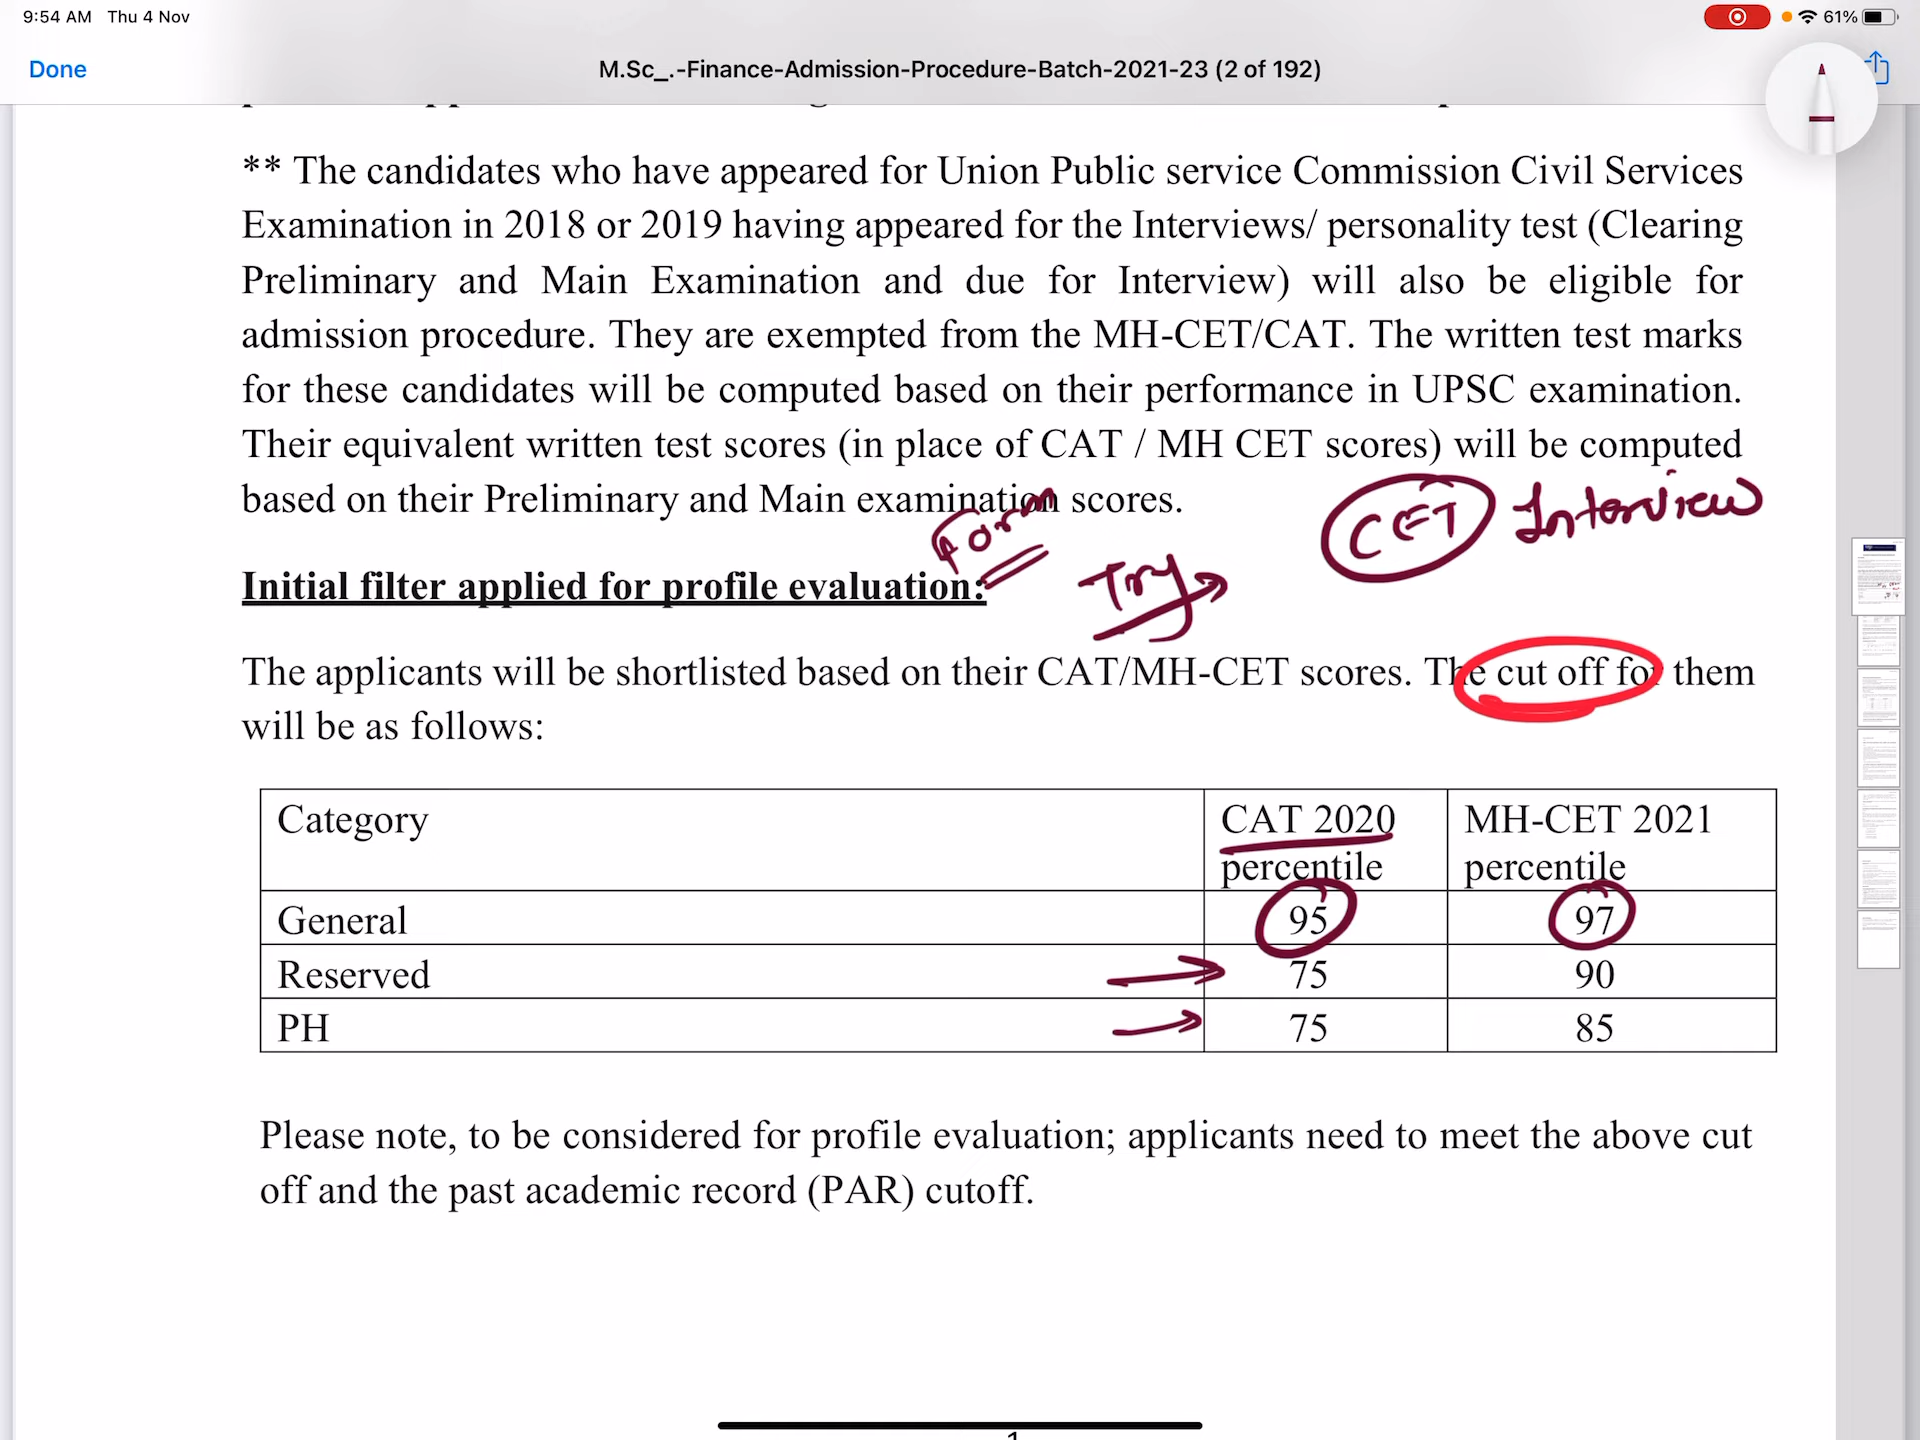 9:54 AM Thu 4 Nov
61%
Done
M.Sc_.-Finance-Admission-Procedure-Batch-2021-23 (2 of 192)
** The candidates who have appeared for Union Public service Commission Civil Services
Examination in 2018 or 2019 having appeared for the Interviews/ personality test (Clearing
Preliminary and Main Examination and due for Interview) will also be eligible for
admission procedure. They are exempted from the MH-CET/CAT. The written test marks
for these candidates will be computed based on their performance in UPSC examination.
Their equivalent written test scores (in place of CAT / MH CET scores) will be computed
based on their Preliminary and Main examination scores.
Form
CET Interview
Try
Initial filter applied for profile evaluation:
The applicants will be shortlisted based on their CAT/MH-CET scores. The cut off for them
will be as follows:
Category CAT 2020 MH-CET 2021
percentile percentile
General 95 97
Reserved 75 90
PH 75 85
Please note, to be considered for profile evaluation; applicants need to meet the above cut
off and the past academic record (PAR) cutoff.